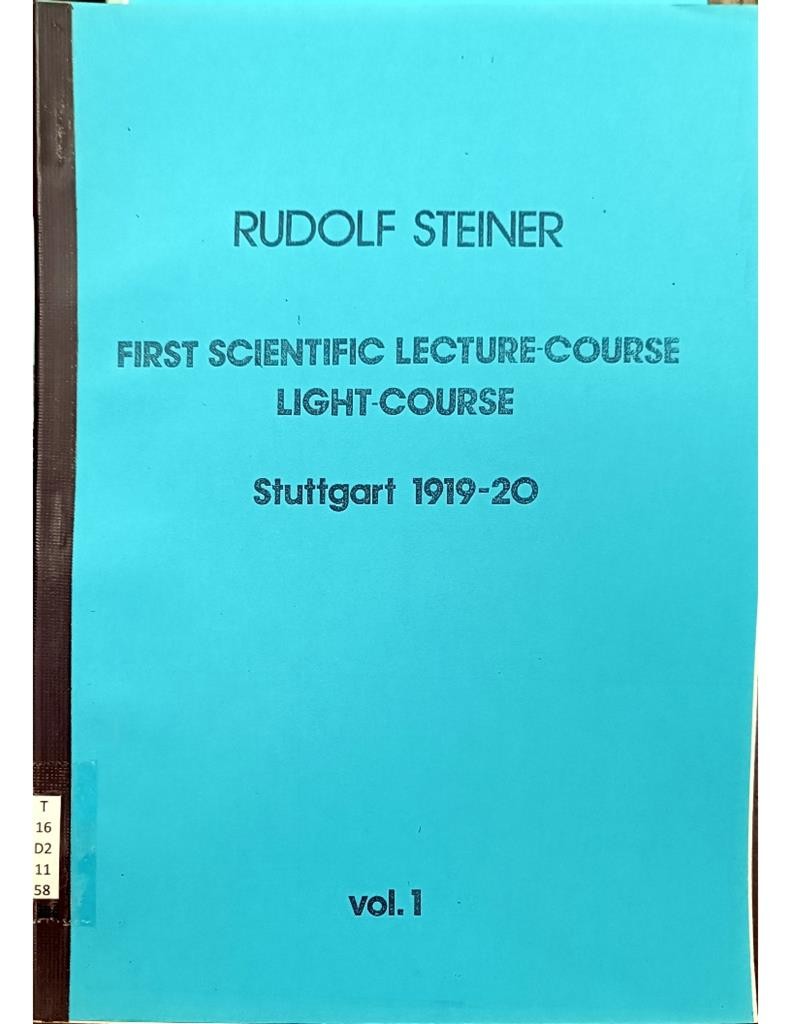 RUDOLF STEINER
FIRST SCIENTIFIC LECTURE-COURSE
LIGHT-COURSE
Stuttgart 1919-20
T
16
D2
11
58
vol. 1